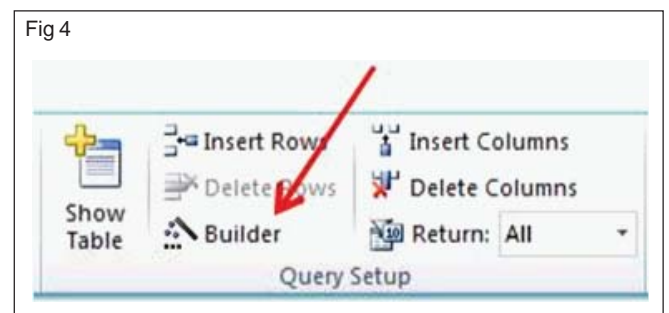 Fig 4
Insert Rows
Insert Columns
Delete Rows
Delete Columns
Show
Table
Builder
Return: All
Query Setup